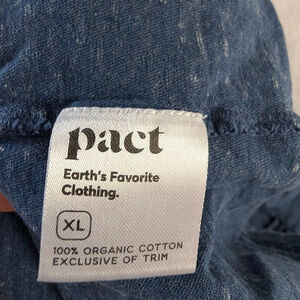 pact
Earth's Favorite
Clothing.
XL
100% ORGANIC COTTON
EXCLUSIVE OF TRIM